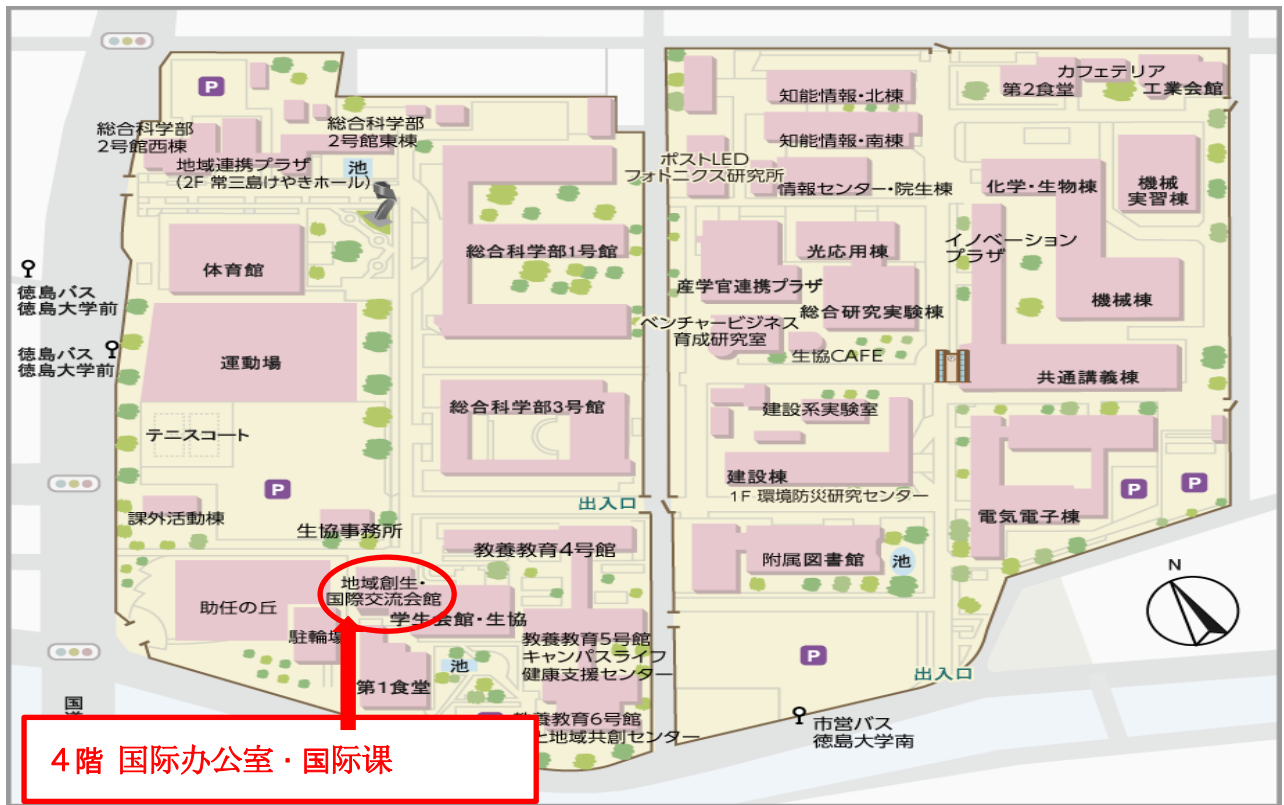 P
総合科学部
2号館西棟
総合科学部
2号館東棟
地域連携プラザ
(2F 常三島けやきホール)
池
体育館
総合科学部1号館
徳島バス
徳島大学前
徳島バス
徳島大学前
運動場
テニスコート
総合科学部3号館
P
課外活動棟
生協事務所
出入口
教養教育4号館
地域創生・
国際交流会館
助任の丘
学生会館・生協
駐輪場
教養教育5号館
キャンパスライフ
健康支援センター
池
第1食堂
教養教育6号館
と地域共創センター
国道
4階 国际办公室・国际课
知能情報・北棟
知能情報・南棟
ポストLED
フォトニクス研究所
情報センター・院生棟
カフェテリア
第2食堂
工業会館
化学・生物棟
機械
実習棟
イノベーション
プラザ
光応用棟
産学官連携プラザ
総合研究実験棟
機械棟
ベンチャービジネス
育成研究室
生協CAFE
共通講義棟
建設系実験室
建設棟
1F 環境防災研究センター
電気電子棟
P
P
附属図書館
池
N
P
出入口
市営バス
徳島大学南